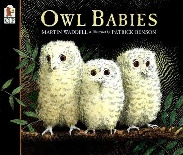 OWL BABIES
MARTIN WADDELL Illustrated by PATRICK BENSON